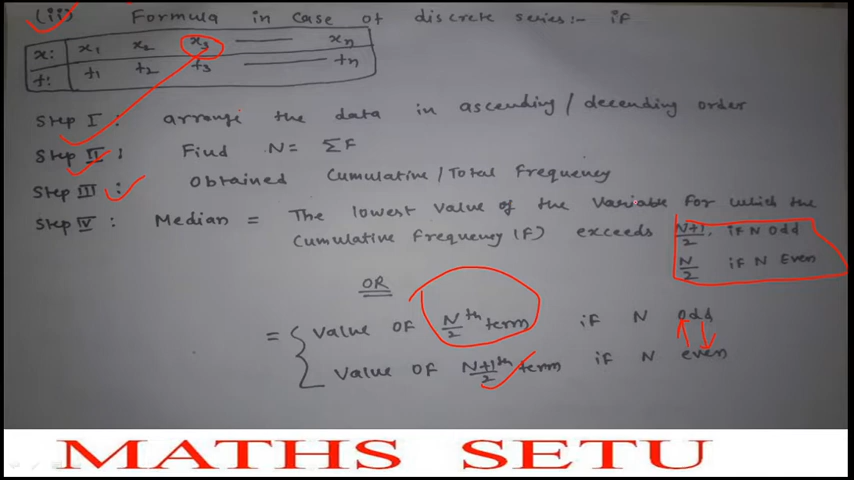 (ii) Formula in case of discrete series:- if
x: x₁ x₂ x₃ —— xn
f: f₁ f₂ f₃ —— fn
Step I : arrange the data in ascending / decending order
Step II : Find N = ΣF
Step III : Obtained Cumulative / Total Frequency
Step IV : Median = The lowest value of the variable for which the
Cumulative Frequency (F) exceeds N+1/2, if N Odd
N/2 if N Even
OR
= { Value of N/2 th term if N odd
Value of N+1/2 th term if N even
MATHS SETU